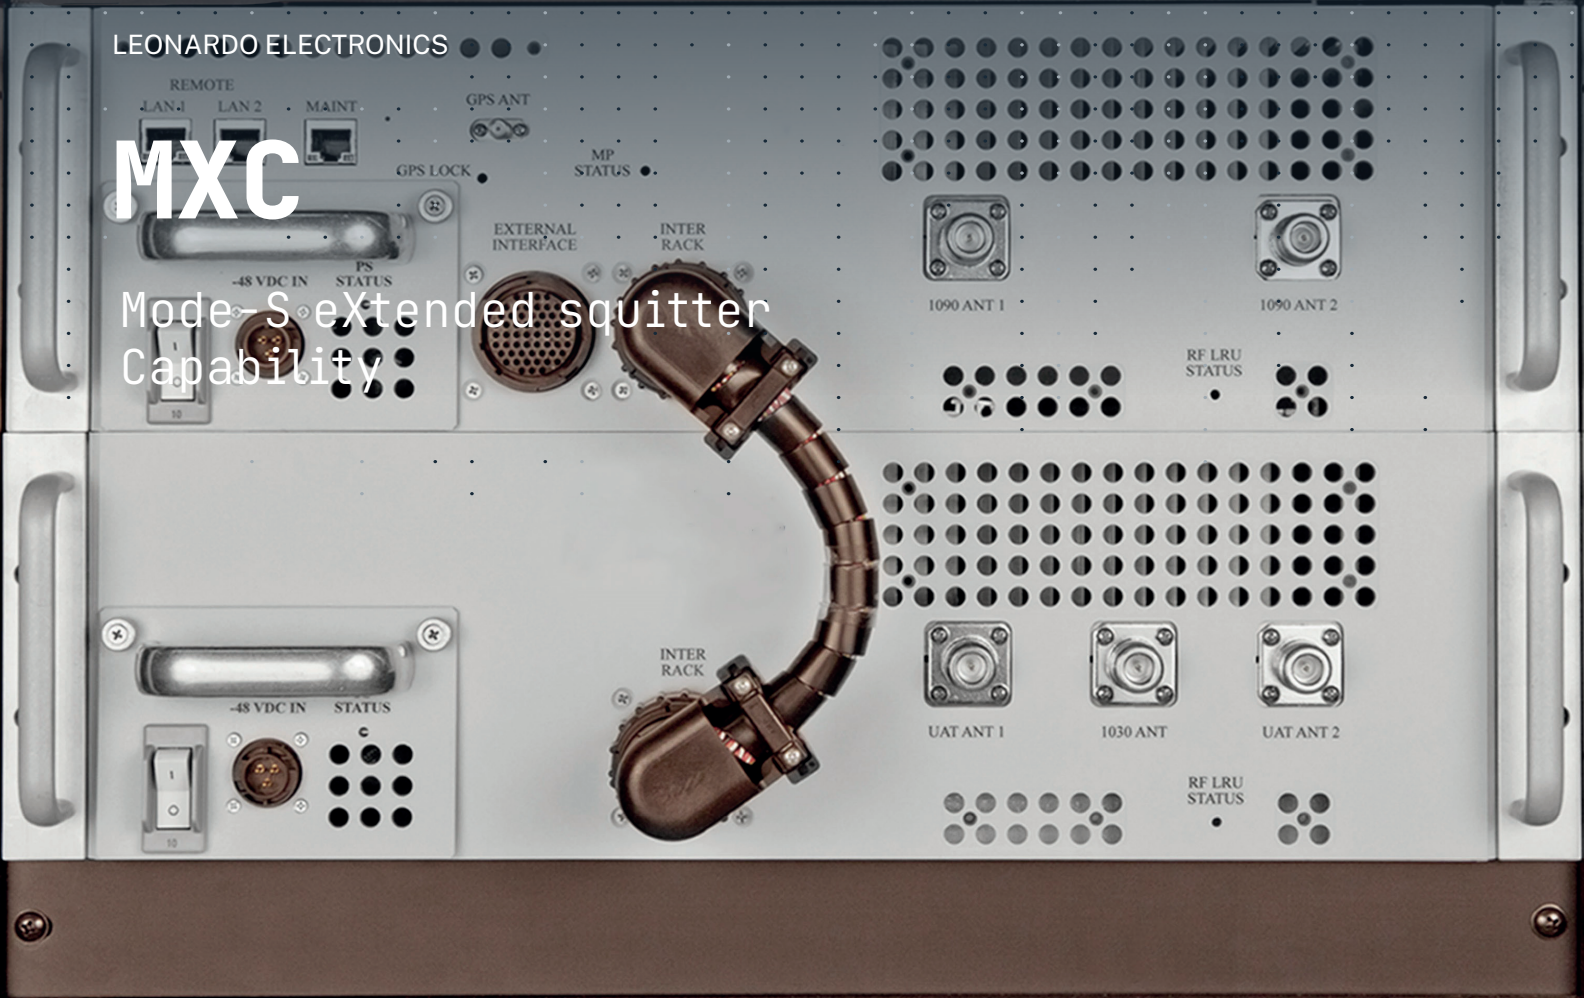 LEONARDO ELECTRONICS
REMOTE
LAN 1 LAN 2 MAINT
GPS ANT
MXC
GPS LOCK
MP
STATUS
EXTERNAL
INTERFACE
INTER
RACK
-48 VDC IN
PS
STATUS
1090 ANT 1
1090 ANT 2
Mode-S eXtended squitter
Capability
RF LRU
STATUS
I
O
10
INTER
RACK
-48 VDC IN
STATUS
UAT ANT 1
1030 ANT
UAT ANT 2
I
O
10
RF LRU
STATUS